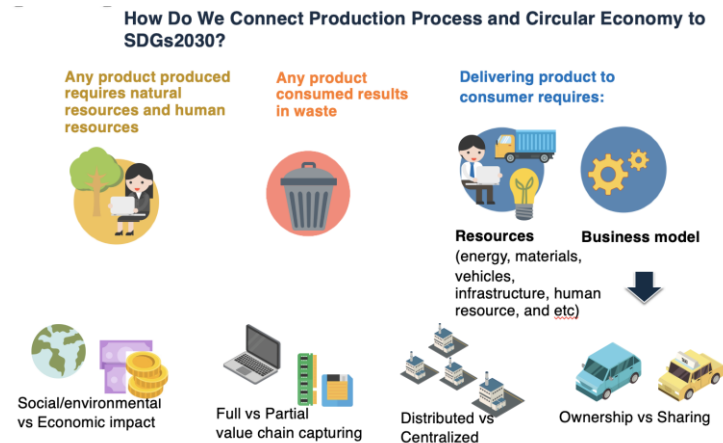 How Do We Connect Production Process and Circular Economy to
SDGs2030?
Any product produced
requires natural
resources and human
resources
Any product
consumed results
in waste
Delivering product to
consumer requires:
Resources
(energy, materials,
vehicles,
infrastructure, human
resource, and etc)
Business model
Social/environmental
vs Economic impact
Full vs Partial
value chain capturing
Distributed vs
Centralized
Ownership vs Sharing